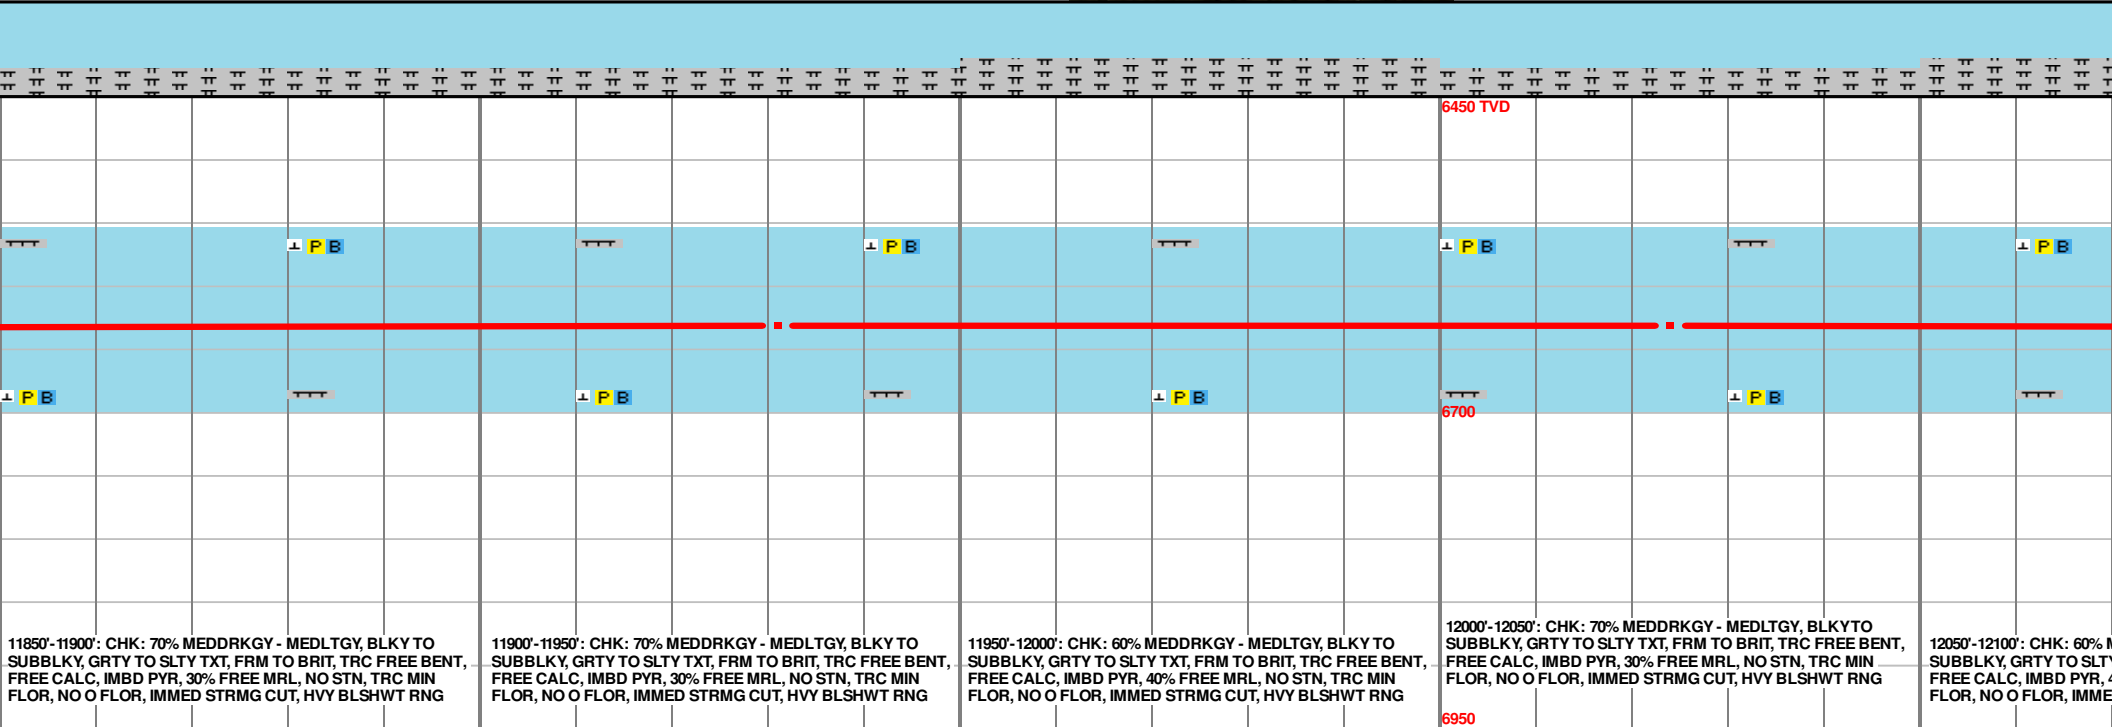 6450 TVD
P B
P B
P B
P B
P B
P B
P B
P B
6700
11850'-11900': CHK: 70% MEDDRKGY - MEDLTGY, BLKY TO
SUBBLKY, GRTY TO SLTY TXT, FRM TO BRIT, TRC FREE BENT,
FREE CALC, IMBD PYR, 30% FREE MRL, NO STN, TRC MIN
FLOR, NO O FLOR, IMMED STRMG CUT, HVY BLSHWT RNG
11900'-11950': CHK: 70% MEDDRKGY - MEDLTGY, BLKY TO
SUBBLKY, GRTY TO SLTY TXT, FRM TO BRIT, TRC FREE BENT,
FREE CALC, IMBD PYR, 30% FREE MRL, NO STN, TRC MIN
FLOR, NO O FLOR, IMMED STRMG CUT, HVY BLSHWT RNG
11950'-12000': CHK: 60% MEDDRKGY - MEDLTGY, BLKY TO
SUBBLKY, GRTY TO SLTY TXT, FRM TO BRIT, TRC FREE BENT,
FREE CALC, IMBD PYR, 40% FREE MRL, NO STN, TRC MIN
FLOR, NO O FLOR, IMMED STRMG CUT, HVY BLSHWT RNG
12000'-12050': CHK: 70% MEDDRKGY - MEDLTGY, BLKY TO
SUBBLKY, GRTY TO SLTY TXT, FRM TO BRIT, TRC FREE BENT,
FREE CALC, IMBD PYR, 30% FREE MRL, NO STN, TRC MIN
FLOR, NO O FLOR, IMMED STRMG CUT, HVY BLSHWT RNG
12050'-12100': CHK: 60%
SUBBLKY, GRTY TO SLTY
FREE CALC, IMBD PYR,
FLOR, NO O FLOR,
6950